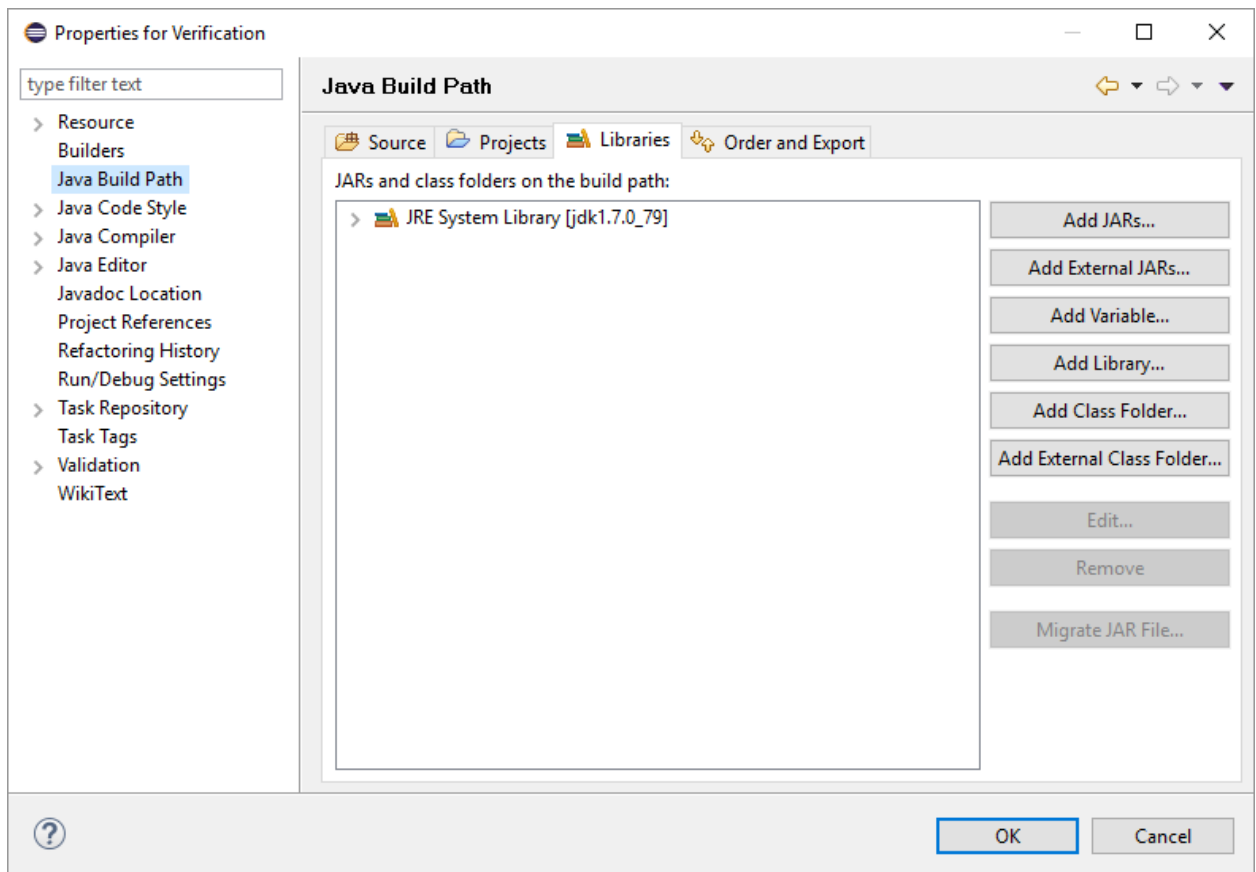 Properties for Verification
type filter text
Resource
Builders
Java Build Path
Java Code Style
Java Compiler
Java Editor
Javadoc Location
Project References
Refactoring History
Run/Debug Settings
Task Repository
Task Tags
Validation
WikiText
Java Build Path
Source Projects Libraries Order and Export
JARs and class folders on the build path:
JRE System Library [jdk1.7.0_79]
Add JARs...
Add External JARs...
Add Variable...
Add Library...
Add Class Folder...
Add External Class Folder...
Edit...
Remove
Migrate JAR File...
OK Cancel